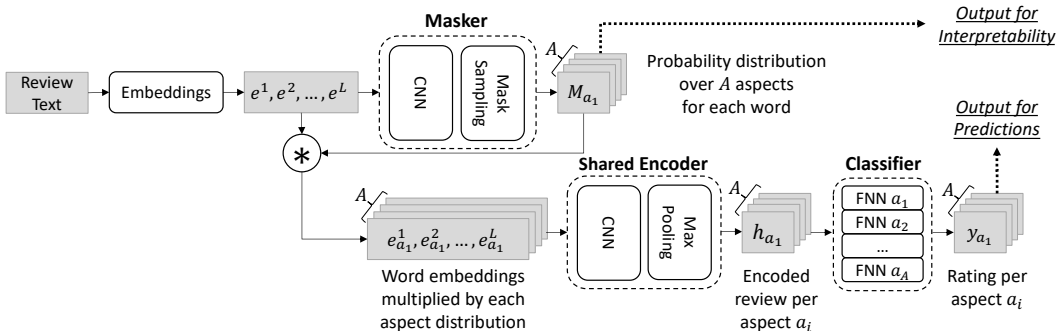 Masker
Output for
Interpretability
A
CNN
Mask
Sampling
Review
Text
Embeddings
e^1, e^2, ..., e^L
M_{a_1}
Probability distribution
over A aspects
for each word
Output for
Predictions
*
Shared Encoder
Classifier
A
A
A
CNN
Max
Pooling
FNN a_1
FNN a_2
...
FNN a_A
e^1_{a_1}, e^2_{a_1}, ..., e^L_{a_1}
h_{a_1}
y_{a_1}
Word embeddings
multiplied by each
aspect distribution
Encoded
review per
aspect a_i
Rating per
aspect a_i